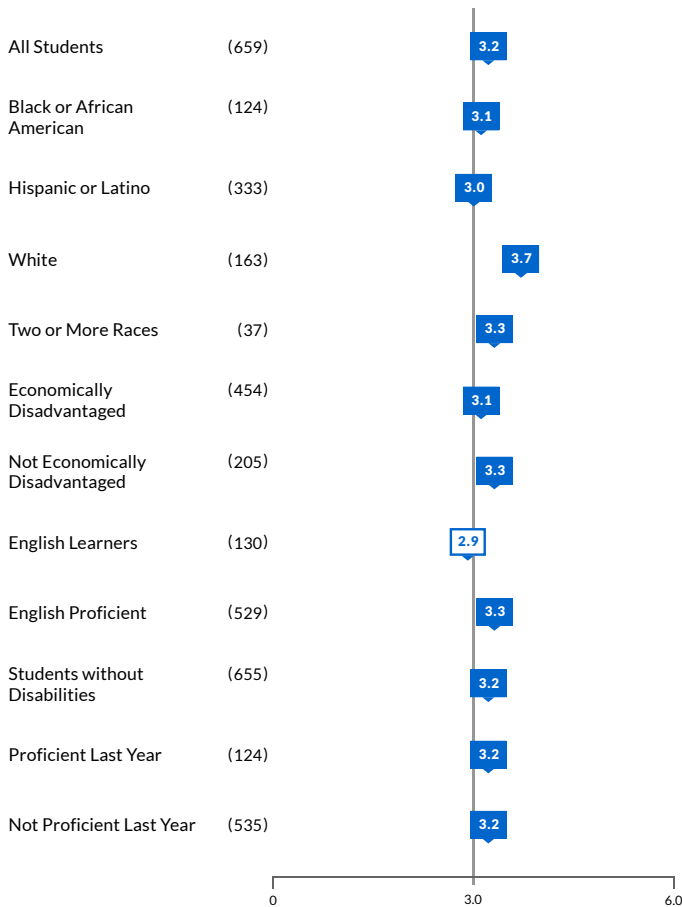 All Students (659) 3.2
Black or African (124)
American 3.1
Hispanic or Latino (333) 3.0
White (163) 3.7
Two or More Races (37) 3.3
Economically (454)
Disadvantaged 3.1
Not Economically (205)
Disadvantaged 3.3
English Learners (130) 2.9
English Proficient (529) 3.3
Students without (655)
Disabilities 3.2
Proficient Last Year (124) 3.2
Not Proficient Last Year (535) 3.2
0 3.0 6.0